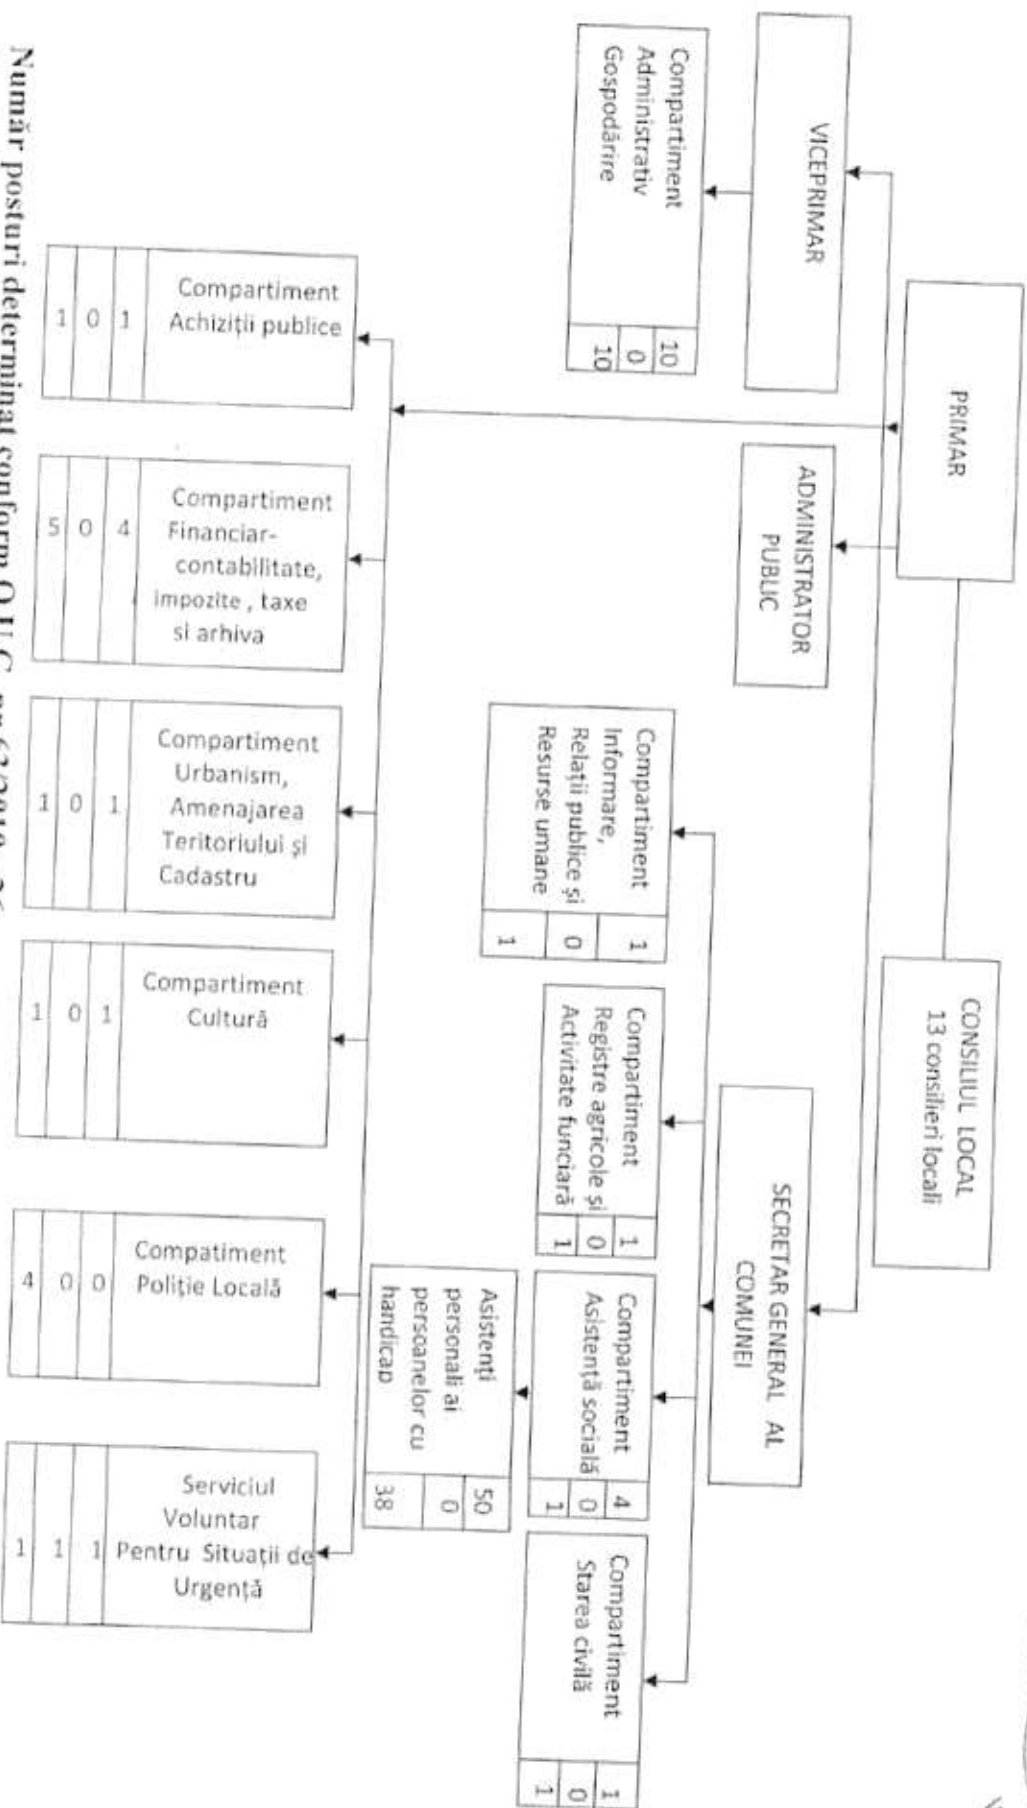 PRIMAR
CONSILIUL LOCAL
13 consilieri locali
VICEPRIMAR
ADMINISTRATOR
PUBLIC
SECRETAR GENERAL AL
COMUNEI
Compartiment
Administrativ
Gospodărire
10
0
10
Compartiment
Informare,
Relații publice și
Resurse umane
1
0
1
Compartiment
Registre agricole și
Activitate funciară
1
0
1
Compartiment
Asistență socială
4
0
1
Compartiment
Starea civilă
1
0
1
Asistenți
personali ai
persoanelor cu
handicap
50
0
38
Compartiment
Achiziții publice
1 0 1
Compartiment
Financiar-
contabilitate,
impozite , taxe
si arhiva
5 0 4
Compartiment
Urbanism,
Amenajarea
Teritoriului și
Cadastru
1 0 1
Compartiment
Cultură
1 0 1
Compatiment
Poliție Locală
4 0 0
Serviciul
Voluntar
Pentru Situații de
Urgență
1 1 1
Număr posturi determinat conform O.U.G.